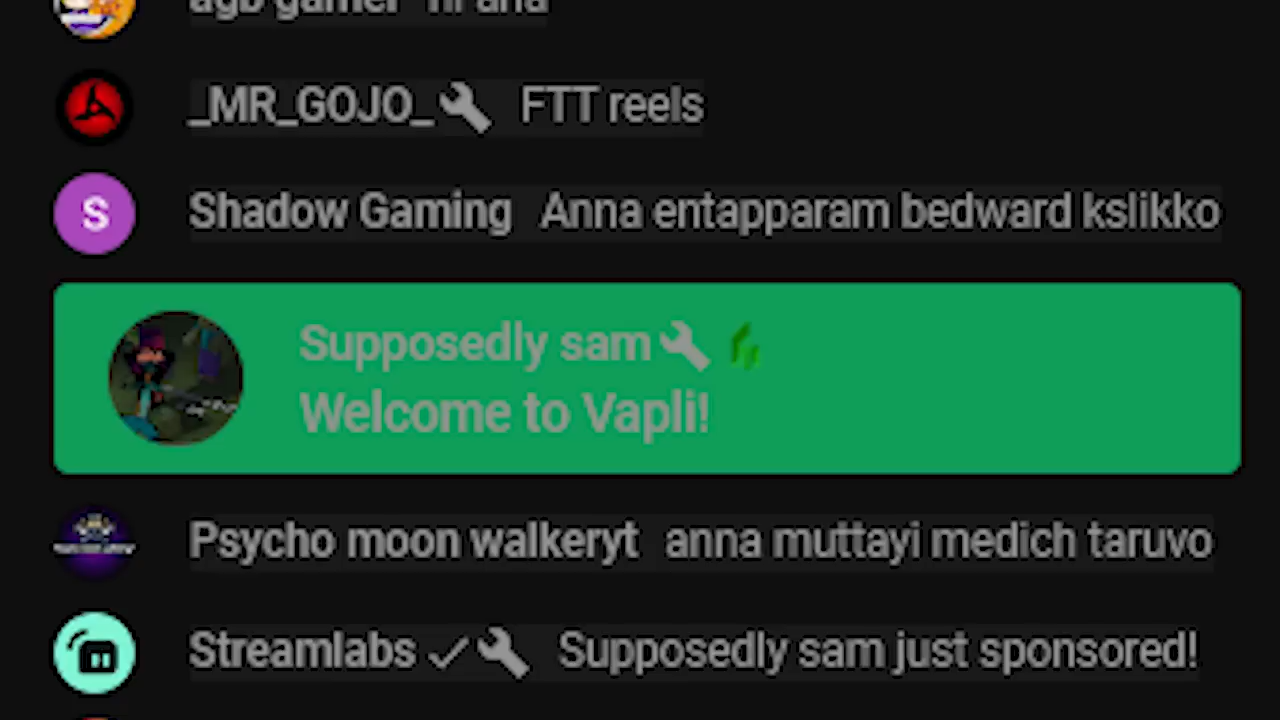 agb gamer hi ana
_MR_GOJO_ FTT reels
S Shadow Gaming Anna entapparam bedward kslikko
Supposedly sam
Welcome to Vapli!
Psycho moon walkeryt anna muttayi medich taruvo
Streamlabs Supposedly sam just sponsored!